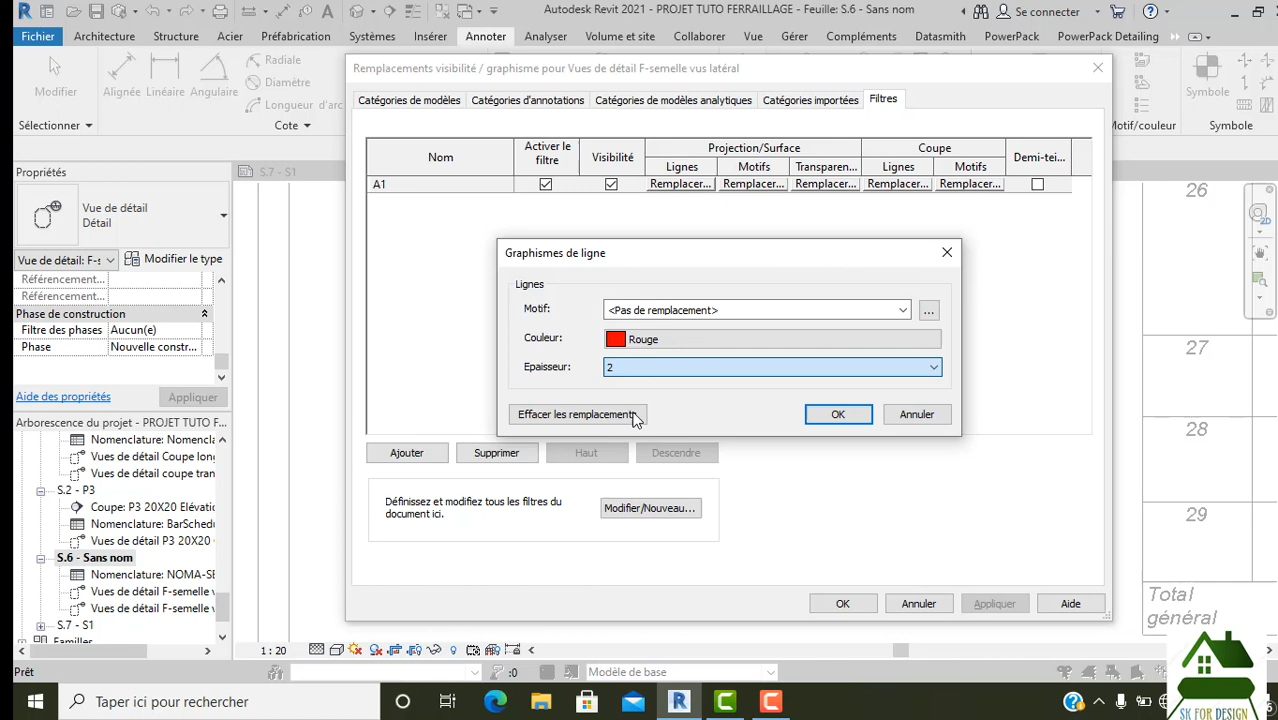 Autodesk Revit 2021 - PROJET TUTO FERRAILLAGE - Feuille: S.6 - Sans nom
Se connecter
Fichier Architecture Structure Acier Préfabrication Systèmes Insérer Annoter Analyser Volume et site Collaborer Vue Gérer Compléments Datasmith PowerPack PowerPack Detailing
Modifier
Alignée Linéaire Angulaire
Radiale
Diamètre
Longueur d'arc
Symbole
Sélectionner Cote Motif/couleur Symbole
Remplacements visibilité / graphisme pour Vues de détail F-semelle vus latéral
Catégories de modèles Catégories d'annotations Catégories de modèles analytiques Catégories importées Filtres
Nom Activer le filtre Visibilité Projection/Surface Coupe Demi-tei...
Lignes Motifs Transparen... Lignes Motifs
A1 Remplacer... Remplacer... Remplacer... Remplacer... Remplacer...
Graphismes de ligne
Lignes
Motif: <Pas de remplacement> ...
Couleur: Rouge
Epaisseur: 2
Effacer les remplacements OK Annuler
Ajouter Supprimer Haut Descendre
Définissez et modifiez tous les filtres du
document ici.
Modifier/Nouveau...
OK Annuler Appliquer Aide
Propriétés
S.7 - S1
Vue de détail
Détail
Vue de détail: F-s Modifier le type
Référencement...
Référencement...
Phase de construction
Filtre des phases Aucun(e)
Phase Nouvelle constr...
Aide des propriétés Appliquer
Arborescence du projet - PROJET TUTO F
Nomenclature: NOMENC
Vues de détail Coupe long
Vues de détail coupe tran
S.2 - P3
Coupe: P3 20X20 Elévatio
Nomenclature: BarSchedu
Vues de détail P3 20X20
S.6 - Sans nom
Nomenclature: NOMA-SE
Vues de détail F-semelle v
Vues de détail F-semelle v
S.7 - S1
Familles
26
27
28
29
Total
général
2D
1 : 20
Prêt
:0
Modèle de base
Taper ici pour rechercher
SK FOR DESIGN